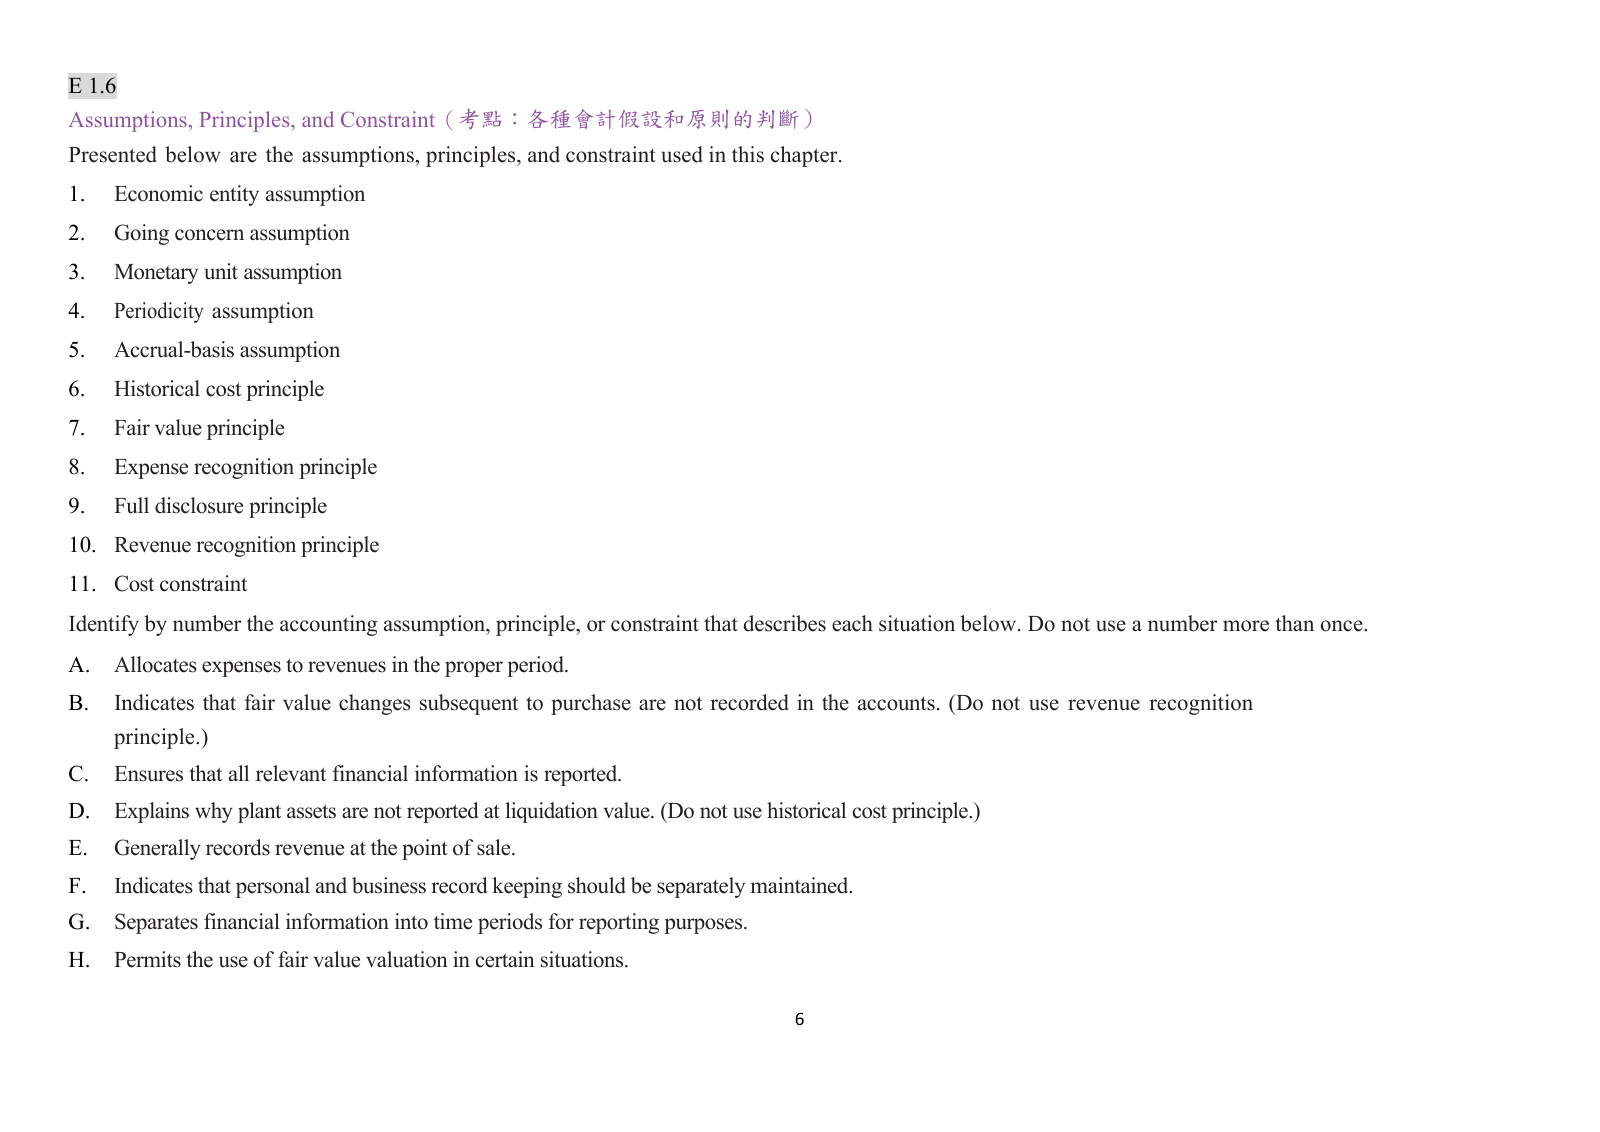 E 1.6
Assumptions, Principles, and Constraint（考點：各種會計假設和原則的判斷）
Presented below are the assumptions, principles, and constraint used in this chapter.
1. Economic entity assumption
2. Going concern assumption
3. Monetary unit assumption
4. Periodicity assumption
5. Accrual-basis assumption
6. Historical cost principle
7. Fair value principle
8. Expense recognition principle
9. Full disclosure principle
10. Revenue recognition principle
11. Cost constraint
Identify by number the accounting assumption, principle, or constraint that describes each situation below. Do not use a number more than once.
A. Allocates expenses to revenues in the proper period.
B. Indicates that fair value changes subsequent to purchase are not recorded in the accounts. (Do not use revenue recognition
principle.)
C. Ensures that all relevant financial information is reported.
D. Explains why plant assets are not reported at liquidation value. (Do not use historical cost principle.)
E. Generally records revenue at the point of sale.
F. Indicates that personal and business record keeping should be separately maintained.
G. Separates financial information into time periods for reporting purposes.
H. Permits the use of fair value valuation in certain situations.
6